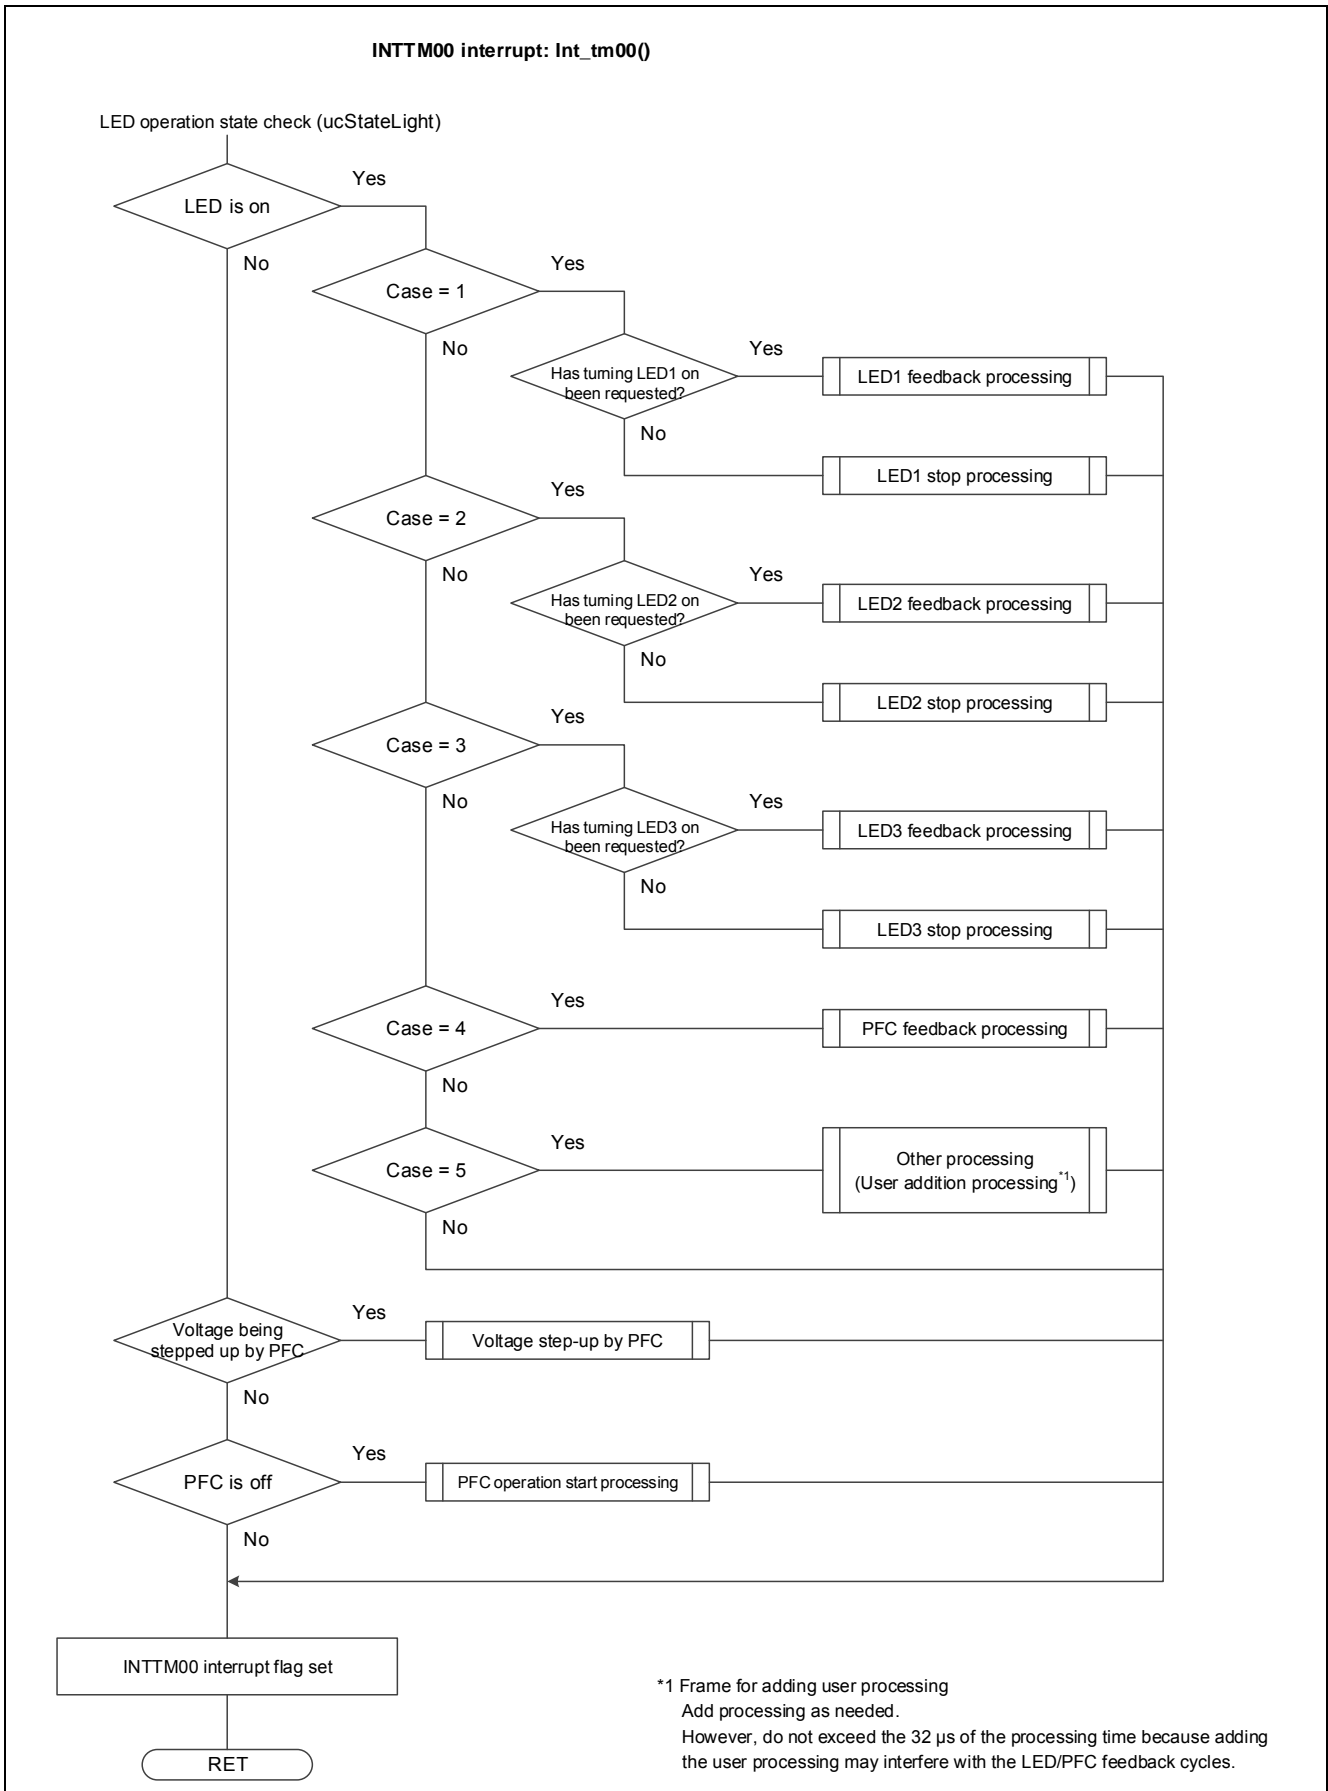 INTTM00 interrupt: Int_tm00()
LED operation state check (ucStateLight)
Yes
LED is on
No
Yes
Case = 1
No
Yes
Has turning LED1 on
been requested?
LED1 feedback processing
No
LED1 stop processing
Yes
Case = 2
No
Yes
Has turning LED2 on
been requested?
LED2 feedback processing
No
LED2 stop processing
Yes
Case = 3
No
Yes
Has turning LED3 on
been requested?
LED3 feedback processing
No
LED3 stop processing
Yes
Case = 4
PFC feedback processing
No
Yes
Case = 5
Other processing
(User addition processing*1)
No
Yes
Voltage being
stepped up by PFC
Voltage step-up by PFC
No
Yes
PFC is off
PFC operation start processing
No
INTTM00 interrupt flag set
RET
*1 Frame for adding user processing
Add processing as needed.
However, do not exceed the 32 µs of the processing time because adding
the user processing may interfere with the LED/PFC feedback cycles.